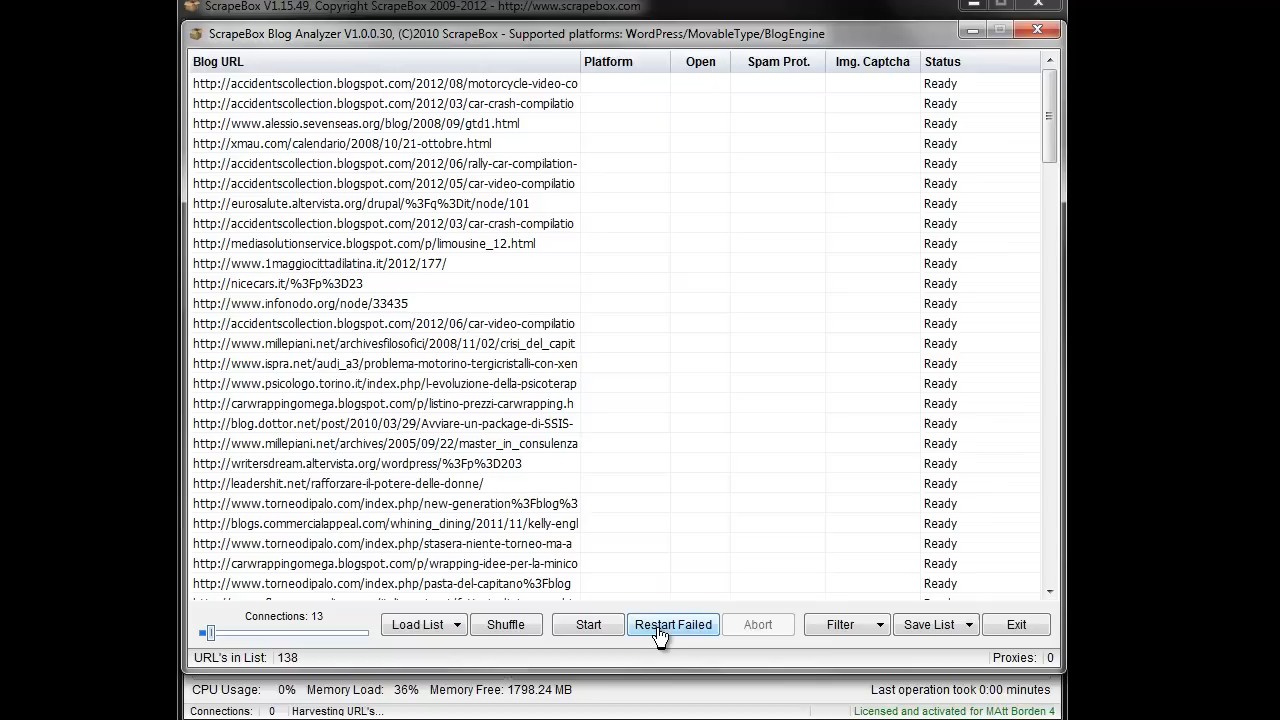 ScrapeBox V1.15.49, Copyright ScrapeBox 2009-2012 - http://www.scrapebox.com
ScrapeBox Blog Analyzer V1.0.0.30, (C)2010 ScrapeBox - Supported platforms: WordPress/MovableType/BlogEngine
Blog URL Platform Open Spam Prot. Img. Captcha Status
http://accidentscollection.blogspot.com/2012/08/motorcycle-video-co Ready
http://accidentscollection.blogspot.com/2012/03/car-crash-compilatio Ready
http://www.alessio.sevenseas.org/blog/2008/09/gtd1.html Ready
http://xmau.com/calendario/2008/10/21-ottobre.html Ready
http://accidentscollection.blogspot.com/2012/06/rally-car-compilation- Ready
http://accidentscollection.blogspot.com/2012/05/car-video-compilatio Ready
http://eurosalute.altervista.org/drupal/%3Fq%3Dit/node/101 Ready
http://accidentscollection.blogspot.com/2012/03/car-crash-compilatio Ready
http://mediasolutionservice.blogspot.com/p/limousine_12.html Ready
http://www.1maggiocittadilatina.it/2012/177/ Ready
http://nicecars.it/%3Fp%3D23 Ready
http://www.infonodo.org/node/33435 Ready
http://accidentscollection.blogspot.com/2012/06/car-video-compilatio Ready
http://www.millepiani.net/archivesfilosofici/2008/11/02/crisi_del_capit Ready
http://www.ispra.net/audi_a3/problema-motorino-tergicristalli-con-xen Ready
http://www.psicologo.torino.it/index.php/l-evoluzione-della-psicoterap Ready
http://carwrappingomega.blogspot.com/p/listino-prezzi-carwrapping.h Ready
http://blog.dottor.net/post/2010/03/29/Avviare-un-package-di-SSIS- Ready
http://www.millepiani.net/archives/2005/09/22/master_in_consulenza Ready
http://writersdream.altervista.org/wordpress/%3Fp%3D203 Ready
http://leadershit.net/rafforzare-il-potere-delle-donne/ Ready
http://www.torneodipalo.com/index.php/new-generation%3Fblog%3 Ready
http://blogs.commercialappeal.com/whining_dining/2011/11/kelly-engl Ready
http://www.torneodipalo.com/index.php/stasera-niente-torneo-ma-a Ready
http://carwrappingomega.blogspot.com/p/wrapping-idee-per-la-minico Ready
http://www.torneodipalo.com/index.php/pasta-del-capitano%3Fblog Ready
Connections: 13
Load List Shuffle Start Restart Failed Abort Filter Save List Exit
URL's in List: 138 Proxies: 0
CPU Usage: 0% Memory Load: 36% Memory Free: 1798.24 MB Last operation took 0:00 minutes
Connections: 0 Harvesting URL's... Licensed and activated for MAtt Borden 4